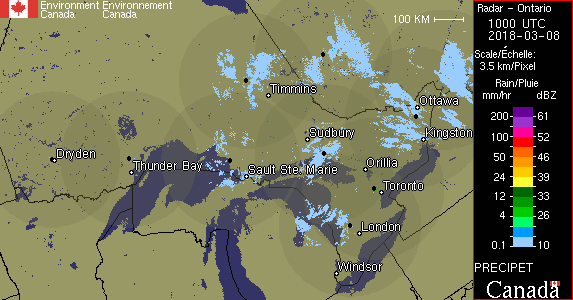 Environment Environnement
Canada Canada
100 KM
Timmins
Ottawa
Sudbury
Kingston
Dryden
Thunder Bay
Sault Ste. Marie
Orillia
Toronto
London
Windsor
Radar - Ontario
1000 UTC
2018-03-08
Scale/Échelle:
3.5 km/Pixel
Rain/Pluie
mm/hr dBZ
200 61
100 52
50 46
24 39
12 33
4 26
0.1 10
PRECIPET
Canada